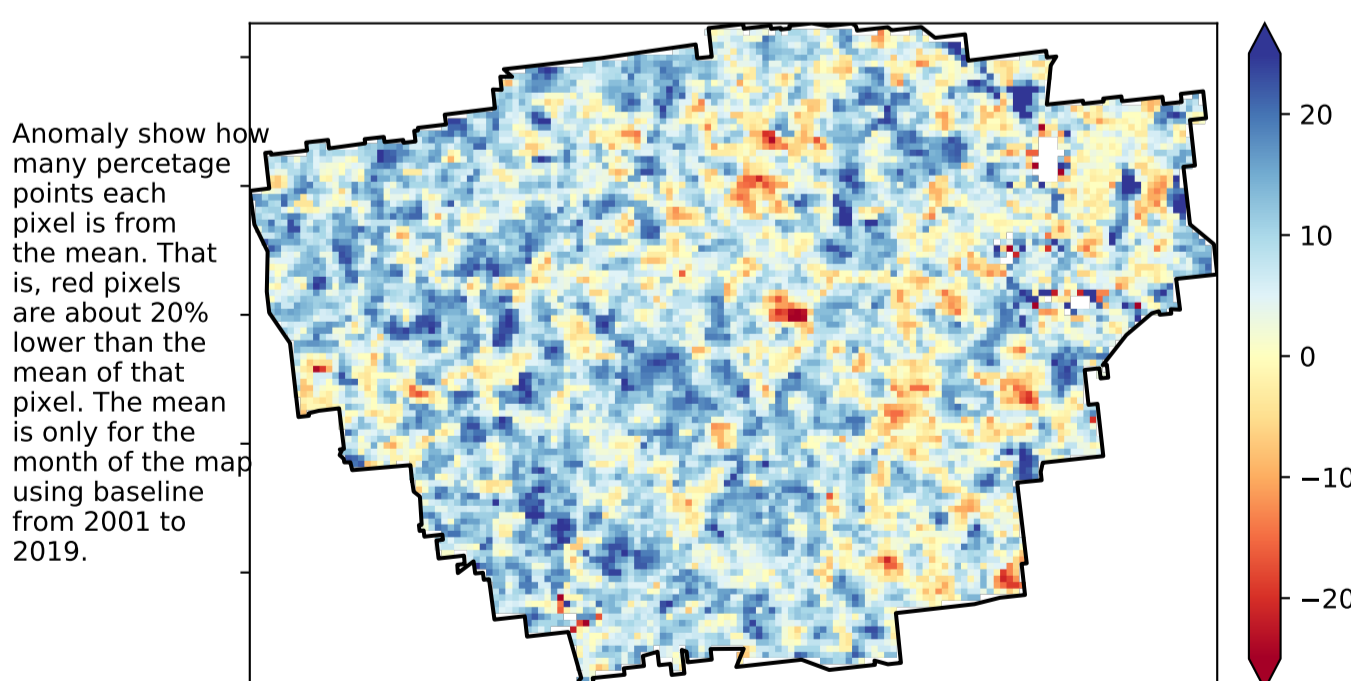 Anomaly show how
many percetage
points each
pixel is from
the mean. That
is, red pixels
are about 20%
lower than the
mean of that
pixel. The mean
is only for the
month of the map
using baseline
from 2001 to
2019.
20
10
0
−10
−20